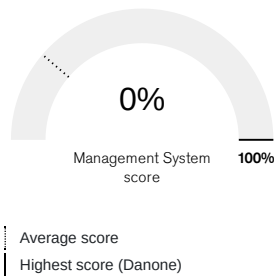 0%
Management System
score
100%
Average score
Highest score (Danone)